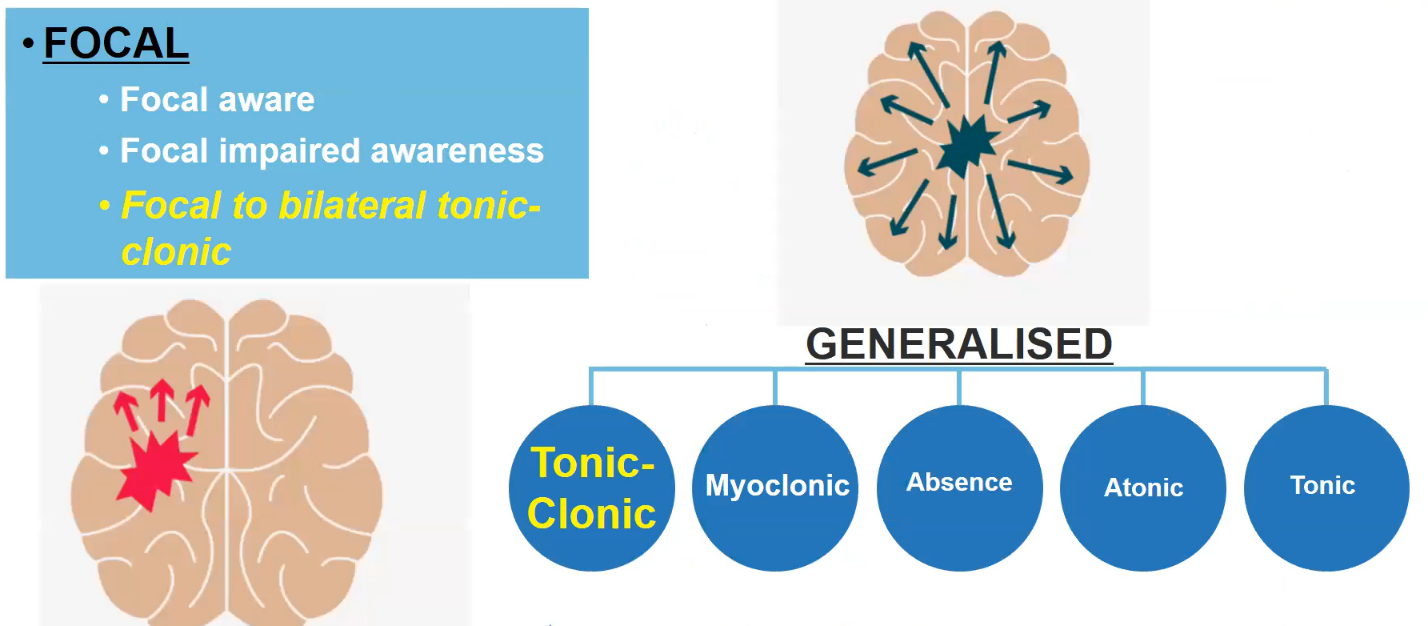 • FOCAL
• Focal aware
• Focal impaired awareness
• Focal to bilateral tonic-
clonic
GENERALISED
Tonic-
Clonic
Myoclonic
Absence
Atonic
Tonic